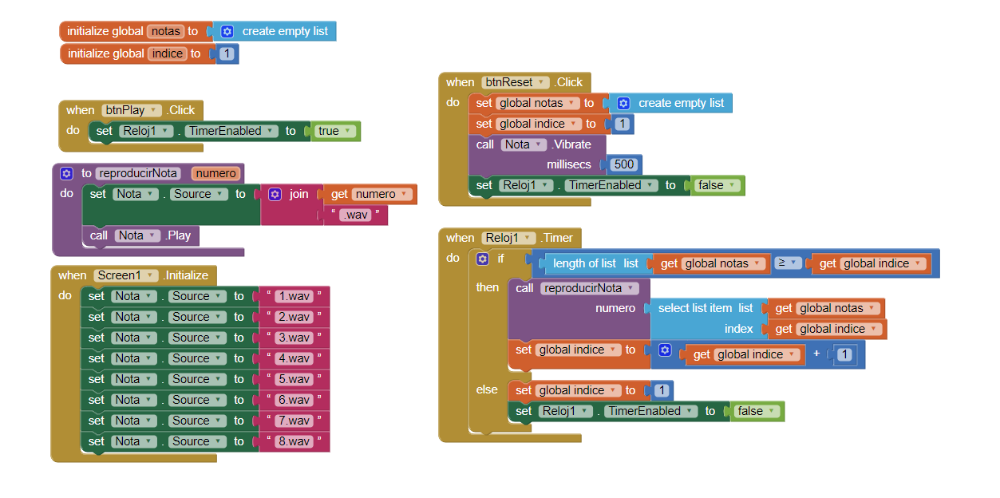 initialize global notas to create empty list
initialize global indice to 1
when btnPlay .Click
do set Reloj1 . TimerEnabled to true
to reproducirNota numero
do set Nota . Source to join get numero
" .wav "
call Nota .Play
when Screen1 .Initialize
do set Nota . Source to " 1.wav "
set Nota . Source to " 2.wav "
set Nota . Source to " 3.wav "
set Nota . Source to " 4.wav "
set Nota . Source to " 5.wav "
set Nota . Source to " 6.wav "
set Nota . Source to " 7.wav "
set Nota . Source to " 8.wav "
when btnReset .Click
do set global notas to create empty list
set global indice to 1
call Nota .Vibrate
millisecs 500
set Reloj1 . TimerEnabled to false
when Reloj1 .Timer
do if length of list list get global notas ≥ get global indice
then call reproducirNota
numero select list item list get global notas
index get global indice
set global indice to get global indice + 1
else set global indice to 1
set Reloj1 . TimerEnabled to false